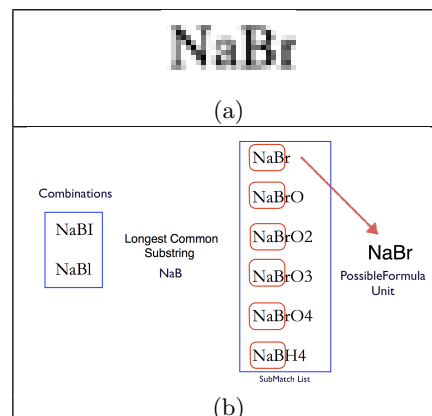 NaBr
(a)
Combinations
NaBI
NaBl
Longest Common
Substring
NaB
NaBr
NaBrO
NaBrO2
NaBrO3
NaBrO4
NaBH4
SubMatch List
NaBr
PossibleFormula
Unit
(b)